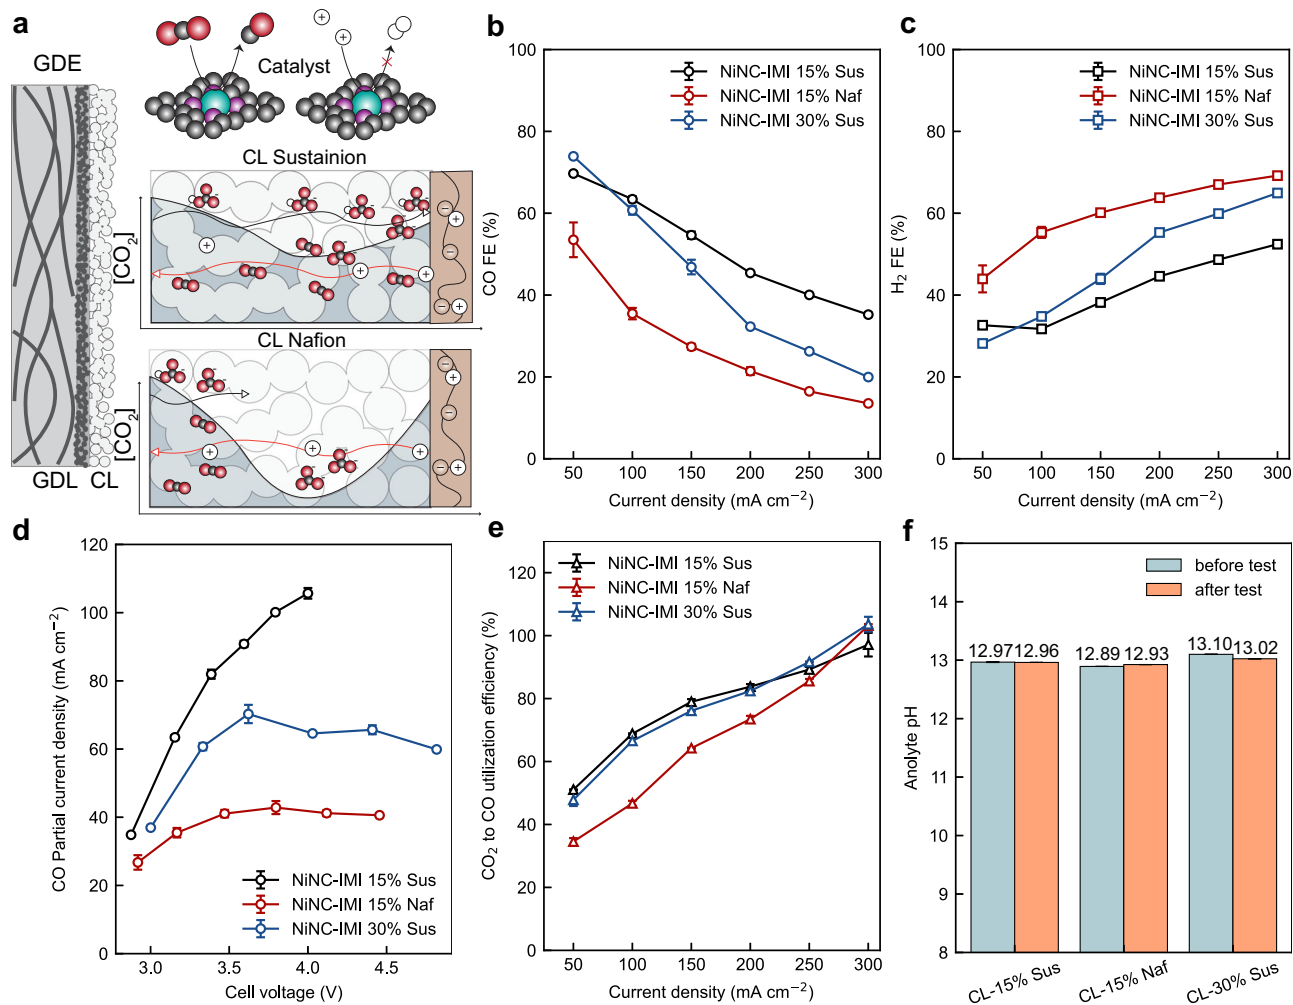 a
GDE
Catalyst
CL Sustainion
[CO2]
CL Nafion
[CO2]
GDL
CL
b
100
80
60
40
20
0
CO FE (%)
NiNC-IMI 15% Sus
NiNC-IMI 15% Naf
NiNC-IMI 30% Sus
50 100 150 200 250 300
Current density (mA cm−2)
c
100
80
60
40
20
0
H2 FE (%)
NiNC-IMI 15% Sus
NiNC-IMI 15% Naf
NiNC-IMI 30% Sus
50 100 150 200 250 300
Current density (mA cm−2)
d
120
100
80
60
40
20
0
CO Partial current density (mA cm−2)
NiNC-IMI 15% Sus
NiNC-IMI 15% Naf
NiNC-IMI 30% Sus
3.0 3.5 4.0 4.5
Cell voltage (V)
e
120
100
80
60
40
20
0
CO2 to CO utilization efficiency (%)
NiNC-IMI 15% Sus
NiNC-IMI 15% Naf
NiNC-IMI 30% Sus
50 100 150 200 250 300
Current density (mA cm−2)
f
15
14
13
12
11
10
9
8
Anolyte pH
before test
after test
12.97 12.96 12.89 12.93 13.10 13.02
CL-15% Sus CL-15% Naf CL-30% Sus